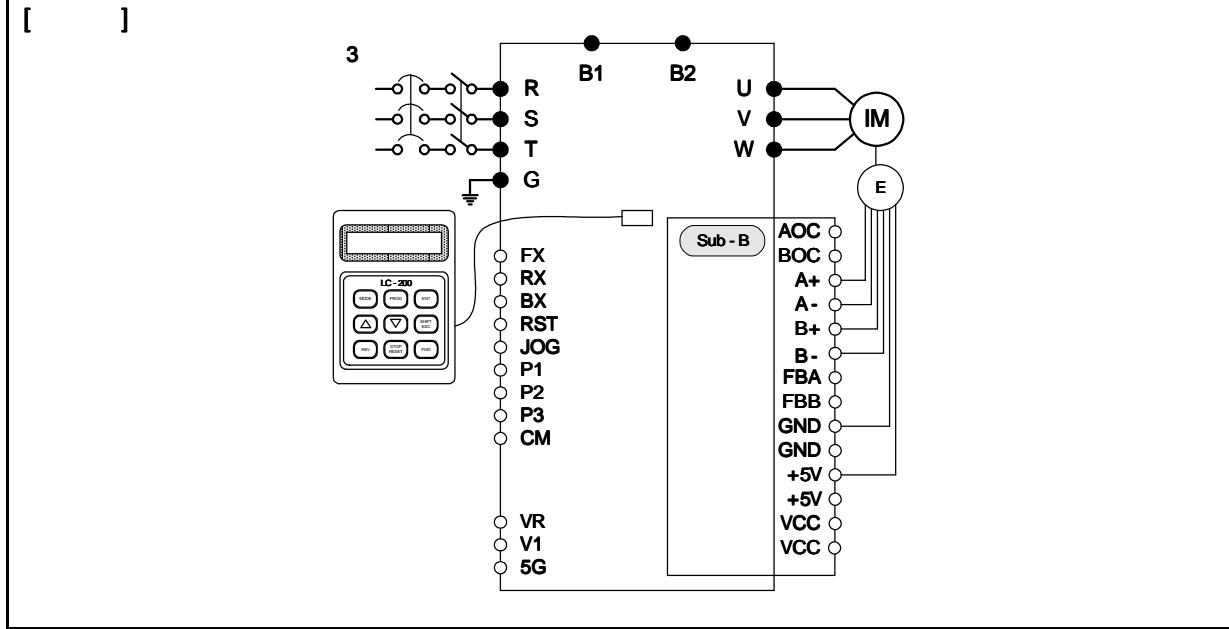 [ ]
3
B1 B2
R
S
T
G
U
V
W
IM
E
LC - 200
MODE PROG ENT
SHIFT
ESC
REV STOP
RESET FWD
FX
RX
BX
RST
JOG
P1
P2
P3
CM
VR
V1
5G
Sub - B
AOC
BOC
A+
A -
B+
B -
FBA
FBB
GND
GND
+5V
+5V
VCC
VCC